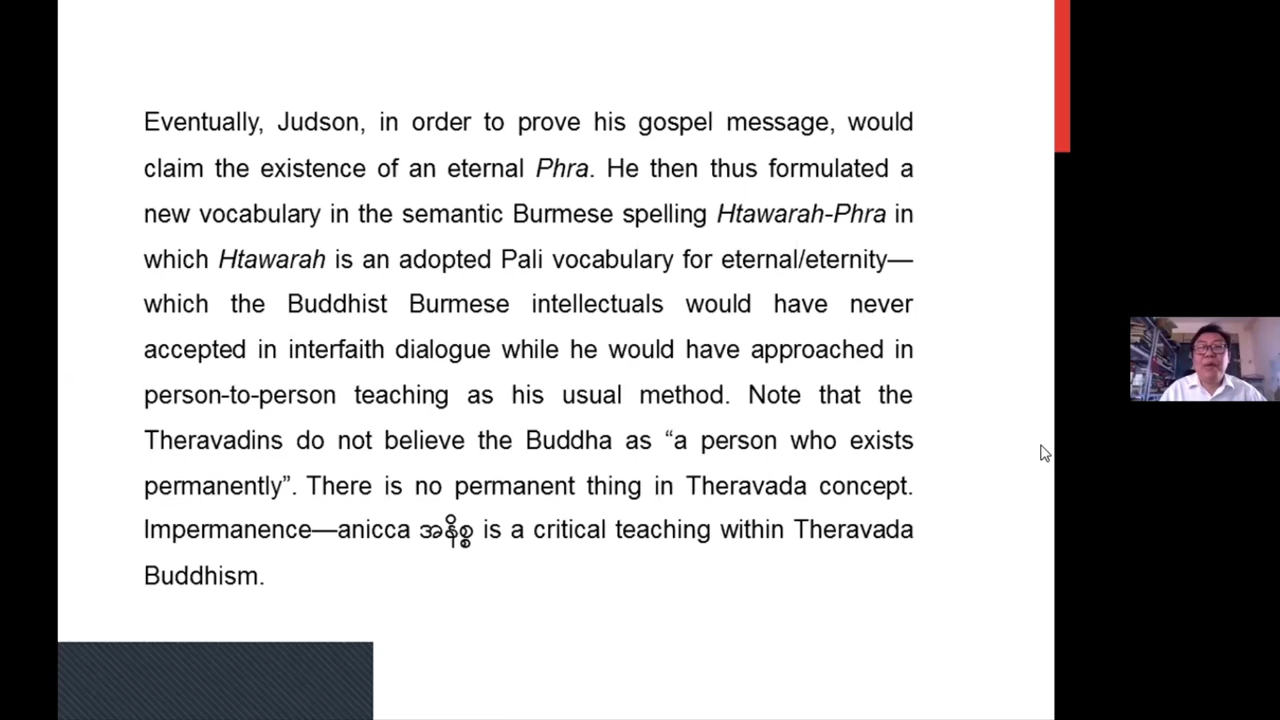 Eventually, Judson, in order to prove his gospel message, would
claim the existence of an eternal Phra. He then thus formulated a
new vocabulary in the semantic Burmese spelling Htawarah-Phra in
which Htawarah is an adopted Pali vocabulary for eternal/eternity—
which the Buddhist Burmese intellectuals would have never
accepted in interfaith dialogue while he would have approached in
person-to-person teaching as his usual method. Note that the
Theravadins do not believe the Buddha as “a person who exists
permanently”. There is no permanent thing in Theravada concept.
Impermanence—anicca အနိစ္စ is a critical teaching within Theravada
Buddhism.